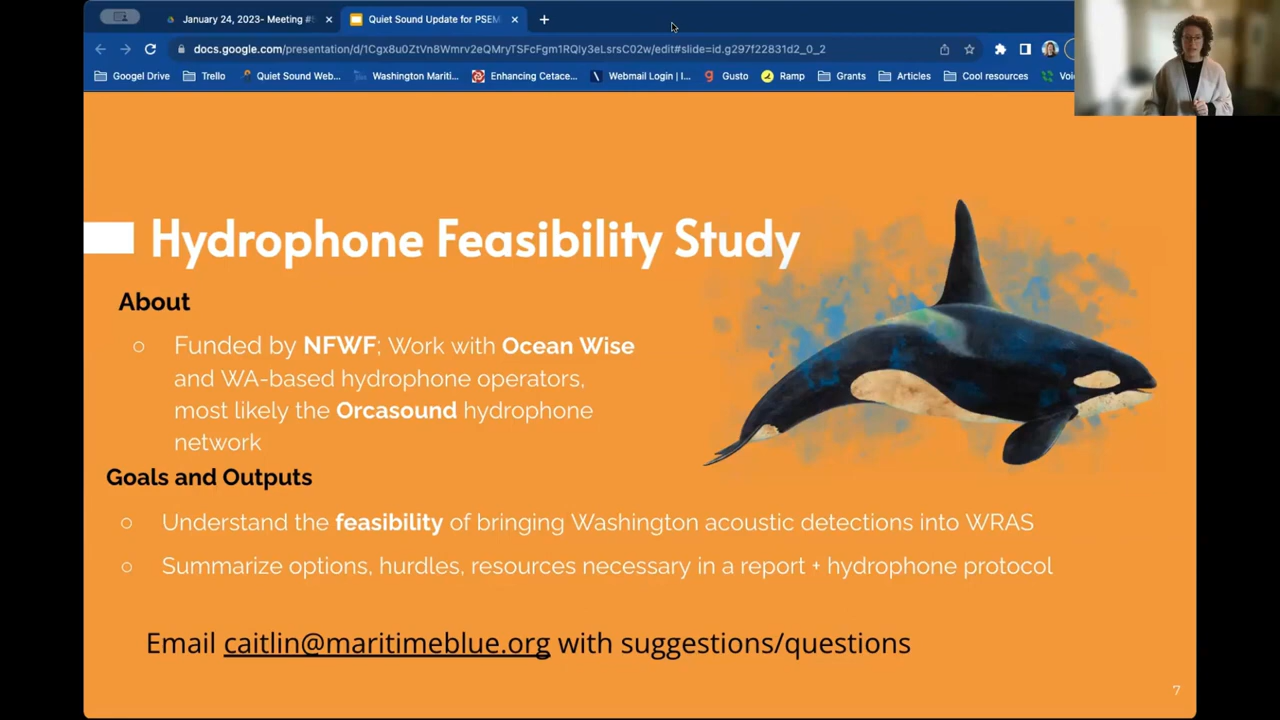 January 24, 2023- Meeting #
Quiet Sound Update for PSEM
docs.google.com/presentation/d/1Cgx8u0ZtVn8Wmrv2eQMryTSFcFgm1RQIy3eLsrsC02w/edit#slide=id.g297f22831d2_0_2
Googel Drive
Trello
Quiet Sound Web...
Washington Mariti...
Enhancing Cetace...
Webmail Login | I...
Gusto
Ramp
Grants
Articles
Cool resources
Hydrophone Feasibility Study
About
Funded by NFWF; Work with Ocean Wise
and WA-based hydrophone operators,
most likely the Orcasound hydrophone
network
Goals and Outputs
Understand the feasibility of bringing Washington acoustic detections into WRAS
Summarize options, hurdles, resources necessary in a report + hydrophone protocol
Email caitlin@maritimeblue.org with suggestions/questions
7